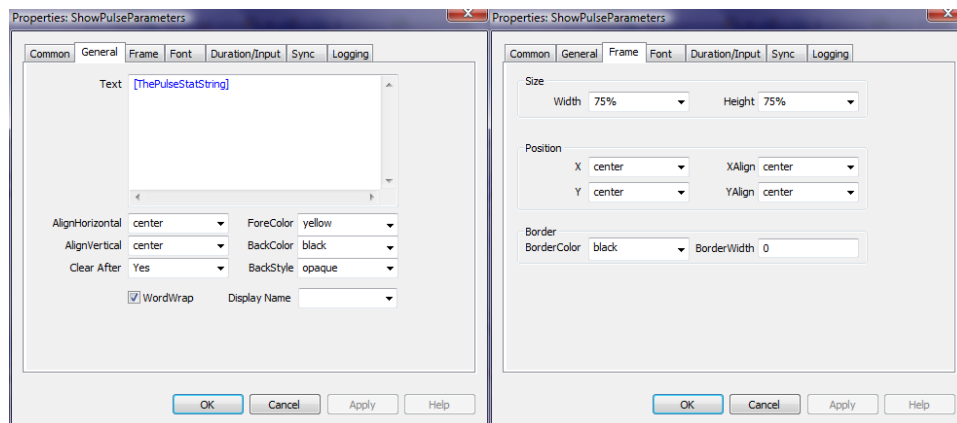 Properties: ShowPulseParameters
Common General Frame Font Duration/Input Sync Logging
Text [ThePulseStatString]
AlignHorizontal center ForeColor yellow
AlignVertical center BackColor black
Clear After Yes BackStyle opaque
WordWrap Display Name
OK Cancel Apply Help
Properties: ShowPulseParameters
Common General Frame Font Duration/Input Sync Logging
Size
Width 75% Height 75%
Position
X center XAlign center
Y center YAlign center
Border
BorderColor black BorderWidth 0
OK Cancel Apply Help